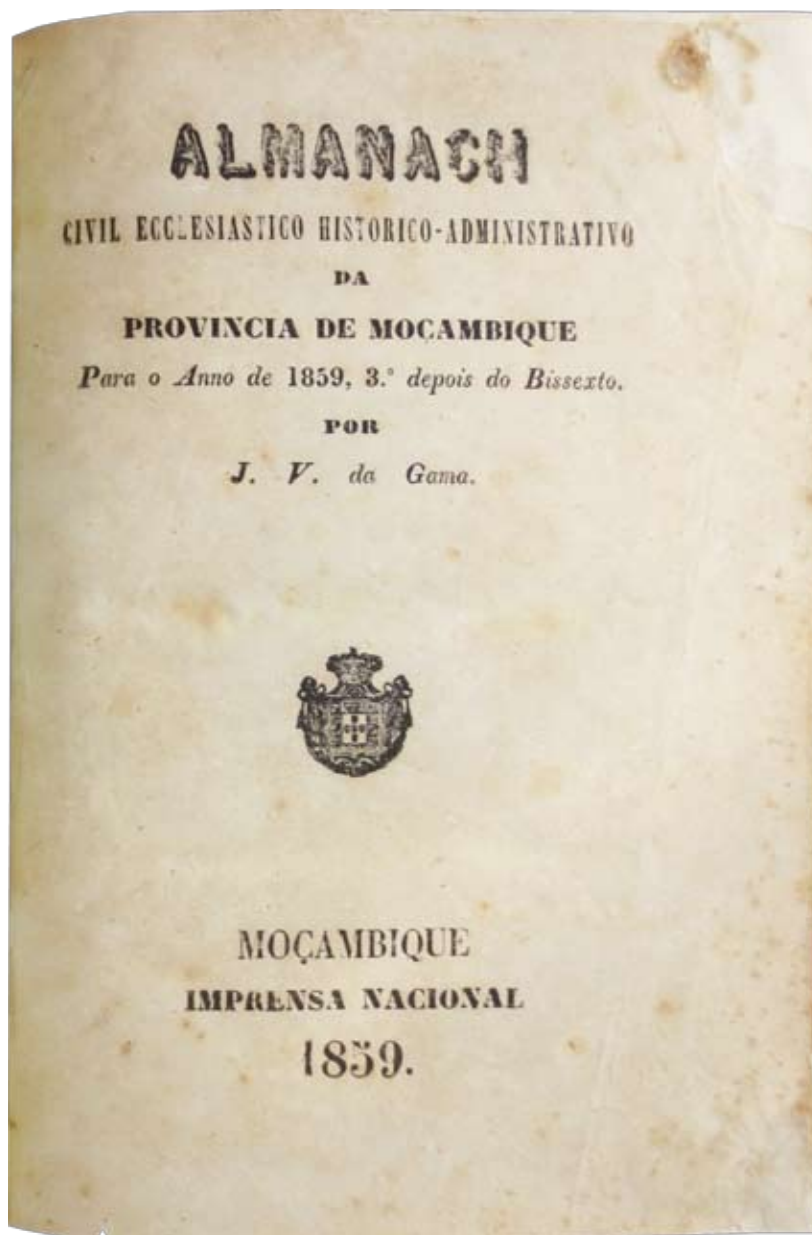 ALMANACH
CIVIL ECCLESIASTICO HISTORICO-ADMINISTRATIVO
DA
PROVINCIA DE MOCAMBIQUE
Para o Anno de 1859, 3.º depois do Bissexto.
POR
J. V. da Gama.
MOÇAMBIQUE
IMPRENSA NACIONAL
1859.